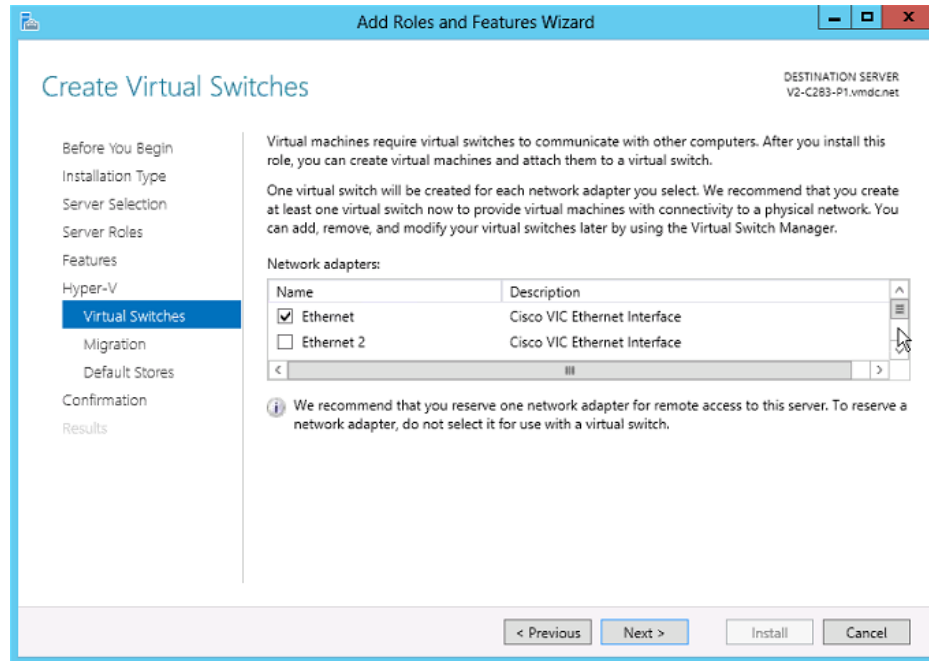 Add Roles and Features Wizard
Create Virtual Switches
DESTINATION SERVER
V2-C2B3-P1.vmdc.net
Before You Begin
Installation Type
Server Selection
Server Roles
Features
Hyper-V
Virtual Switches
Migration
Default Stores
Confirmation
Results
Virtual machines require virtual switches to communicate with other computers. After you install this
role, you can create virtual machines and attach them to a virtual switch.
One virtual switch will be created for each network adapter you select. We recommend that you create
at least one virtual switch now to provide virtual machines with connectivity to a physical network. You
can add, remove, and modify your virtual switches later by using the Virtual Switch Manager.
Network adapters:
Name Description
Ethernet Cisco VIC Ethernet Interface
Ethernet 2 Cisco VIC Ethernet Interface
We recommend that you reserve one network adapter for remote access to this server. To reserve a
network adapter, do not select it for use with a virtual switch.
< Previous Next > Install Cancel